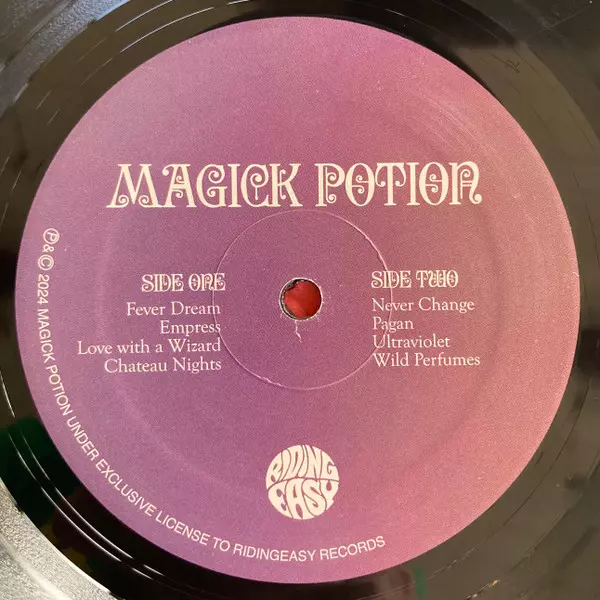 MAGICK POTION
SIDE ONE
Fever Dream
Empress
Love with a Wizard
Chateau Nights
SIDE TWO
Never Change
Pagan
Ultraviolet
Wild Perfumes
RIDING
EASY
℗&© 2024 MAGICK POTION UNDER EXCLUSIVE LICENSE TO RIDINGEASY RECORDS